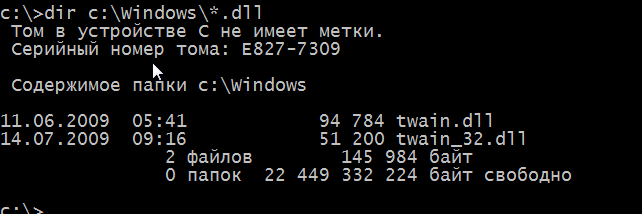 c:\>dir c:\Windows\*.dll
Том в устройстве C не имеет метки.
Серийный номер тома: E827-7309
Содержимое папки c:\Windows
11.06.2009 05:41 94 784 twain.dll
14.07.2009 09:16 51 200 twain_32.dll
2 файлов 145 984 байт
0 папок 22 449 332 224 байт свободно
c:\>